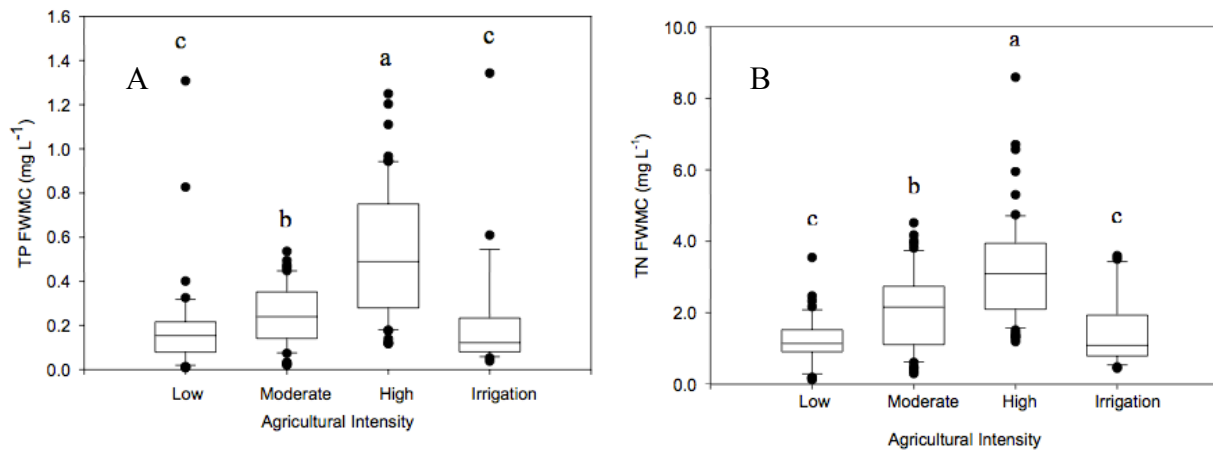 1.6
1.4
1.2
1.0
0.8
0.6
0.4
0.2
0.0
TP FWMC (mg L⁻¹)
A
c
b
a
c
Low Moderate High Irrigation
Agricultural Intensity
10.0
8.0
6.0
4.0
2.0
0.0
TN FWMC (mg L⁻¹)
B
c
b
a
c
Low Moderate High Irrigation
Agricultural Intensity